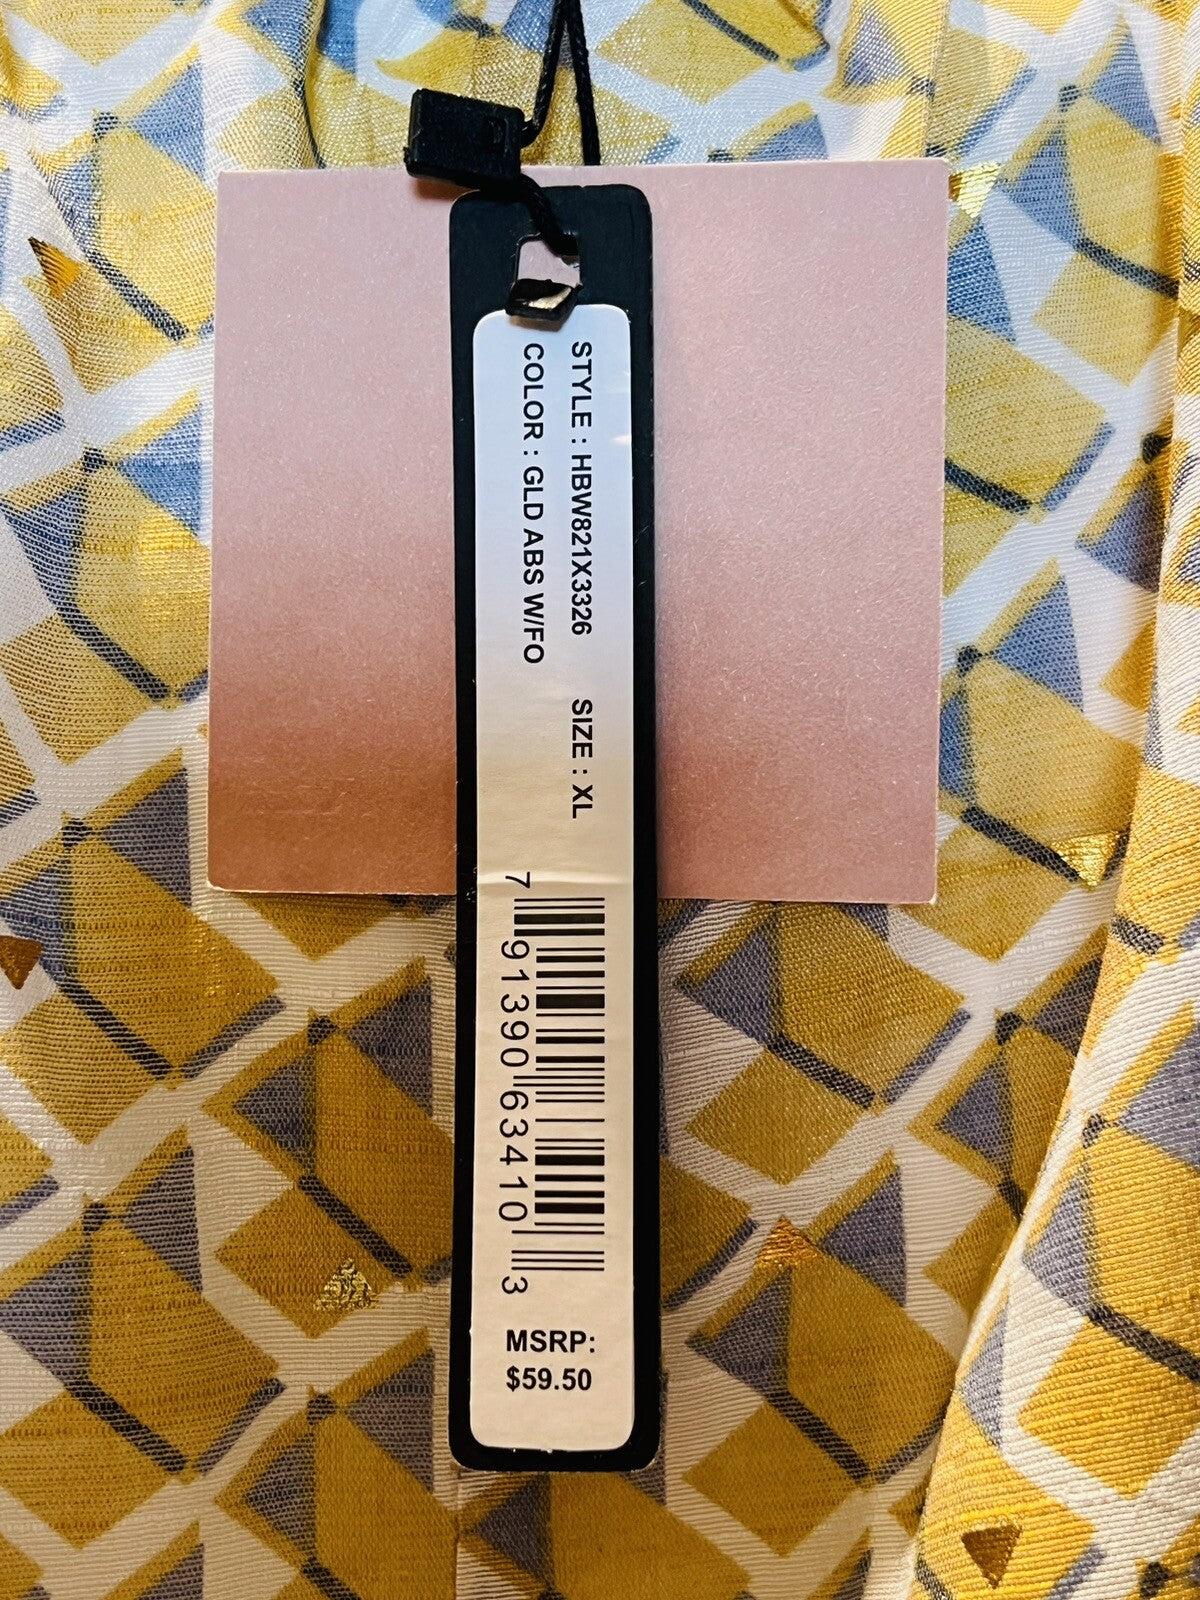 STYLE : HBW821X3326 SIZE : XL
COLOR : GLD ABS W/FO
7 91390 63410 3
MSRP:
$59.50